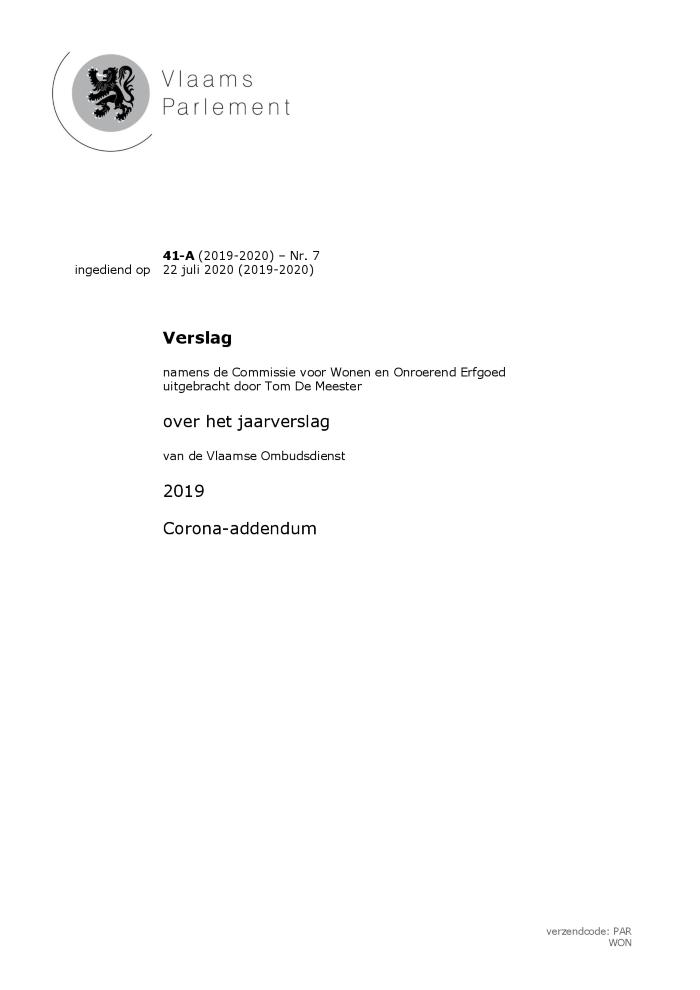 Vlaams
Parlement
41-A (2019-2020) – Nr. 7
ingediend op 22 juli 2020 (2019-2020)
Verslag
namens de Commissie voor Wonen en Onroerend Erfgoed
uitgebracht door Tom De Meester
over het jaarverslag
van de Vlaamse Ombudsdienst
2019
Corona-addendum
verzendcode: PAR
WON